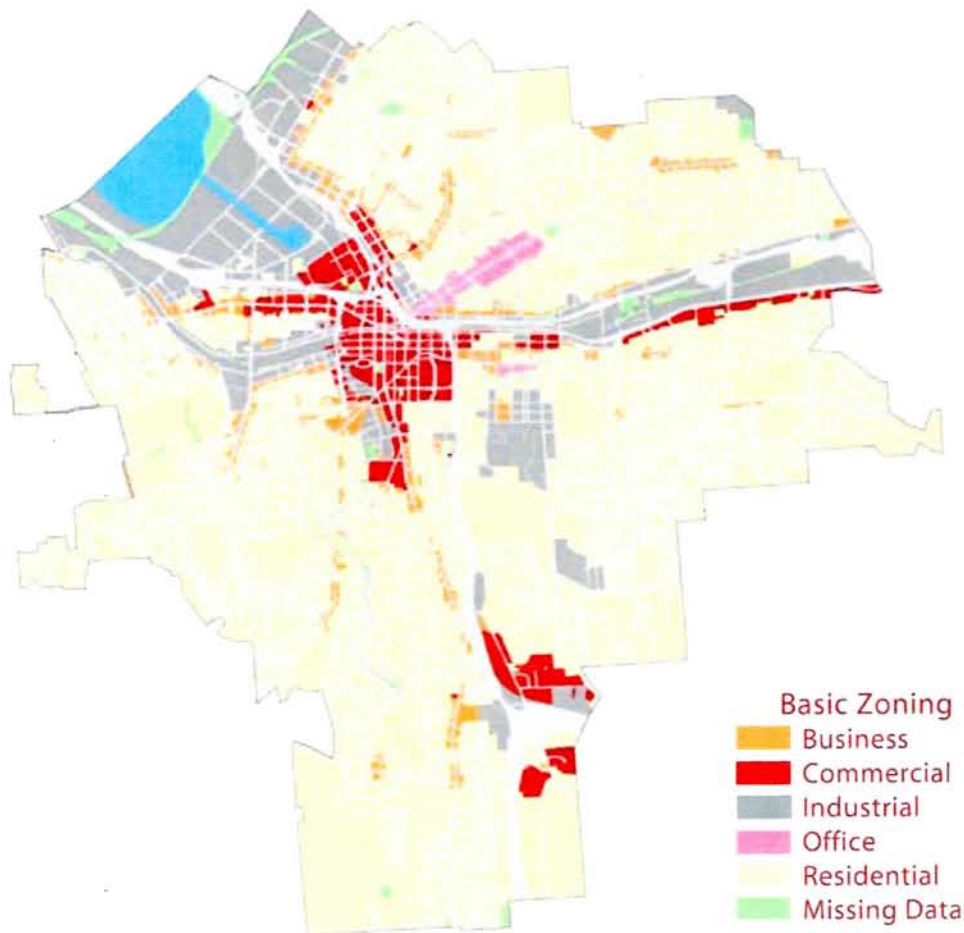 Basic Zoning
Business
Commercial
Industrial
Office
Residential
Missing Data